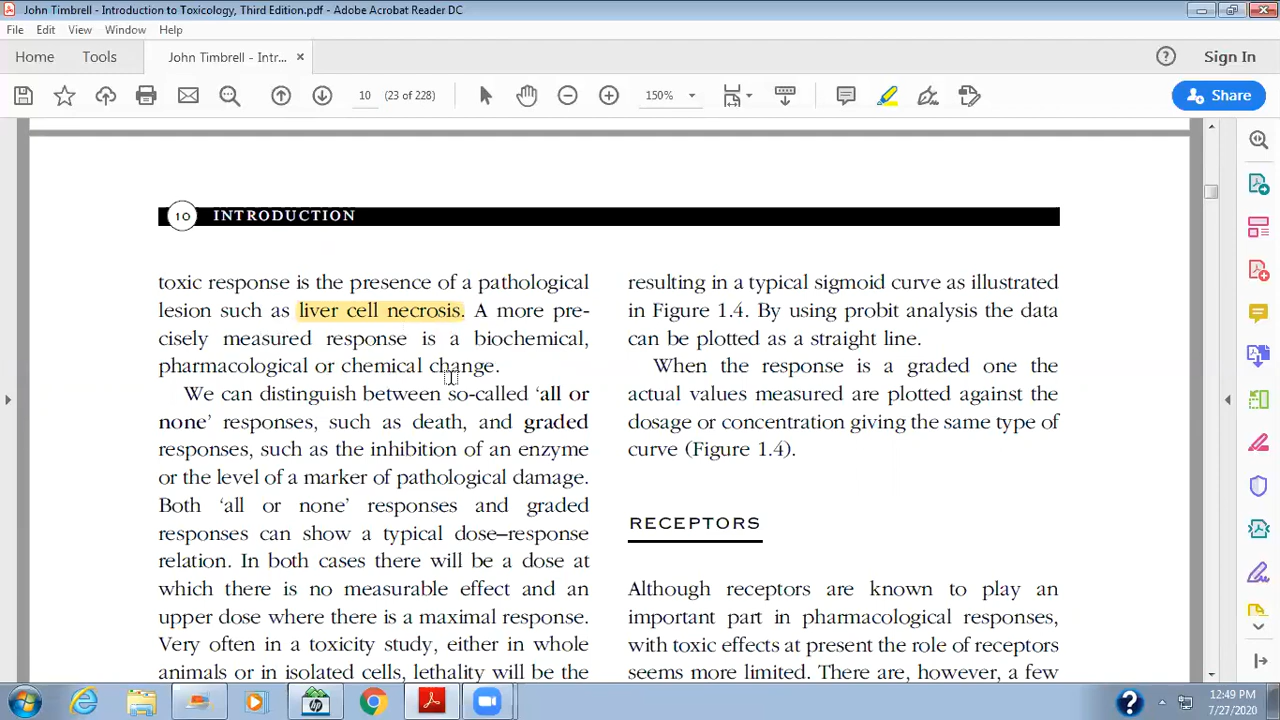 John Timbrell - Introduction to Toxicology, Third Edition.pdf - Adobe Acrobat Reader DC
File Edit View Window Help
Home Tools John Timbrell - Intr... ×
Sign In
10 (23 of 228) 150% Share
10 INTRODUCTION
toxic response is the presence of a pathological
lesion such as liver cell necrosis. A more pre-
cisely measured response is a biochemical,
pharmacological or chemical change.
We can distinguish between so-called ‘all or
none’ responses, such as death, and graded
responses, such as the inhibition of an enzyme
or the level of a marker of pathological damage.
Both ‘all or none’ responses and graded
responses can show a typical dose–response
relation. In both cases there will be a dose at
which there is no measurable effect and an
upper dose where there is a maximal response.
Very often in a toxicity study, either in whole
animals or in isolated cells, lethality will be the
resulting in a typical sigmoid curve as illustrated
in Figure 1.4. By using probit analysis the data
can be plotted as a straight line.
When the response is a graded one the
actual values measured are plotted against the
dosage or concentration giving the same type of
curve (Figure 1.4).
RECEPTORS
Although receptors are known to play an
important part in pharmacological responses,
with toxic effects at present the role of receptors
seems more limited. There are, however, a few
12:49 PM
7/27/2020